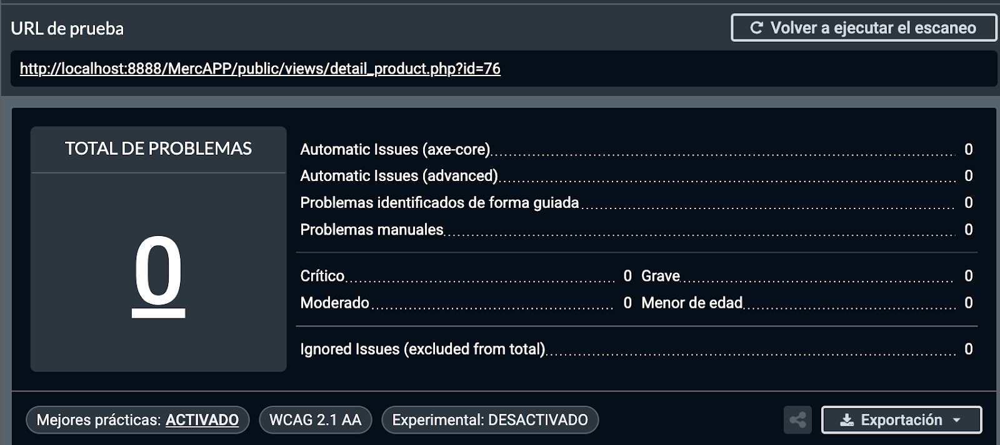 URL de prueba
Volver a ejecutar el escaneo
http://localhost:8888/MercAPP/public/views/detail_product.php?id=76
TOTAL DE PROBLEMAS
0
Automatic Issues (axe-core) 0
Automatic Issues (advanced) 0
Problemas identificados de forma guiada 0
Problemas manuales 0
Crítico 0 Grave 0
Moderado 0 Menor de edad 0
Ignored Issues (excluded from total) 0
Mejores prácticas: ACTIVADO WCAG 2.1 AA Experimental: DESACTIVADO Exportación